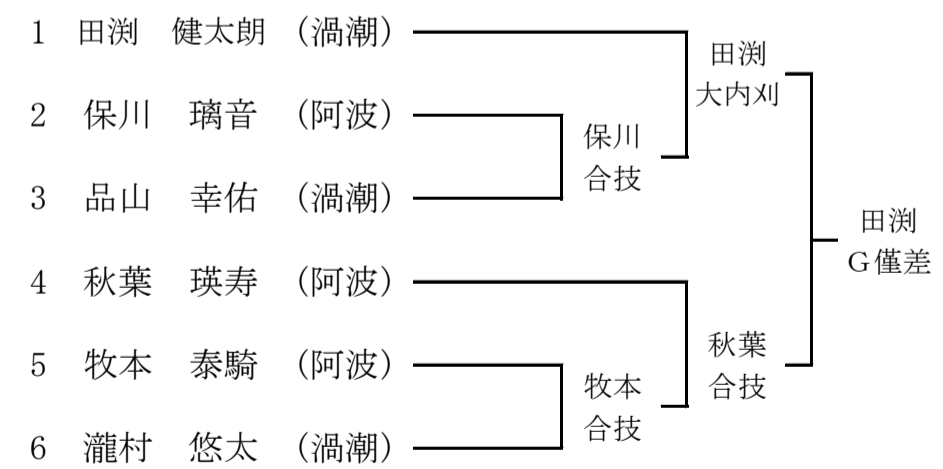 1 田渕 健太朗 （渦潮）
2 保川 璃音 （阿波）
3 品山 幸佑 （渦潮）
4 秋葉 瑛寿 （阿波）
5 牧本 泰騎 （阿波）
6 瀧村 悠太 （渦潮）
保川
合技
牧本
合技
田渕
大内刈
秋葉
合技
田渕
G僅差